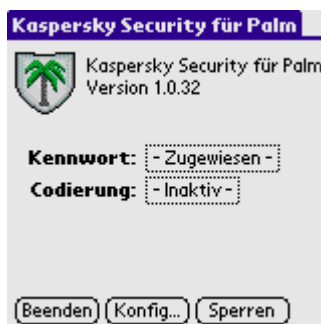 Kaspersky Security für Palm
Kaspersky Security für Palm
Version 1.0.32
Kennwort: - Zugewiesen -
Codierung: - Inaktiv -
Beenden Konfig... Sperren